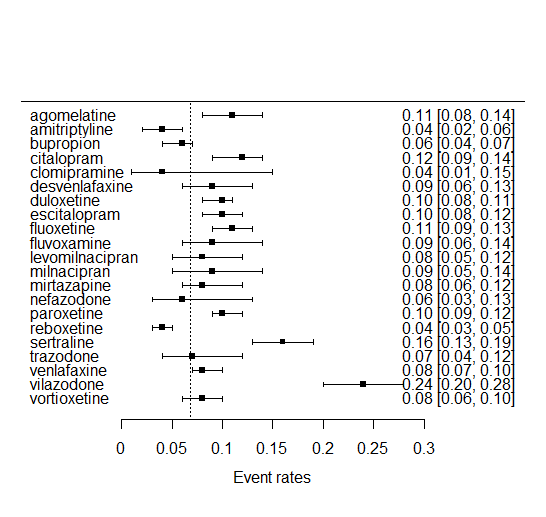 agomelatine 0.11 [0.08, 0.14]
amitriptyline 0.04 [0.02, 0.06]
bupropion 0.06 [0.04, 0.07]
citalopram 0.12 [0.09, 0.14]
clomipramine 0.04 [0.01, 0.15]
desvenlafaxine 0.09 [0.06, 0.13]
duloxetine 0.10 [0.08, 0.11]
escitalopram 0.10 [0.08, 0.12]
fluoxetine 0.11 [0.09, 0.13]
fluvoxamine 0.09 [0.06, 0.14]
levomilnacipran 0.08 [0.05, 0.12]
milnacipran 0.09 [0.05, 0.14]
mirtazapine 0.08 [0.06, 0.12]
nefazodone 0.06 [0.03, 0.13]
paroxetine 0.10 [0.09, 0.12]
reboxetine 0.04 [0.03, 0.05]
sertraline 0.16 [0.13, 0.19]
trazodone 0.07 [0.04, 0.12]
venlafaxine 0.08 [0.07, 0.10]
vilazodone 0.24 [0.20, 0.28]
vortioxetine 0.08 [0.06, 0.10]
0 0.05 0.1 0.15 0.2 0.25 0.3
Event rates